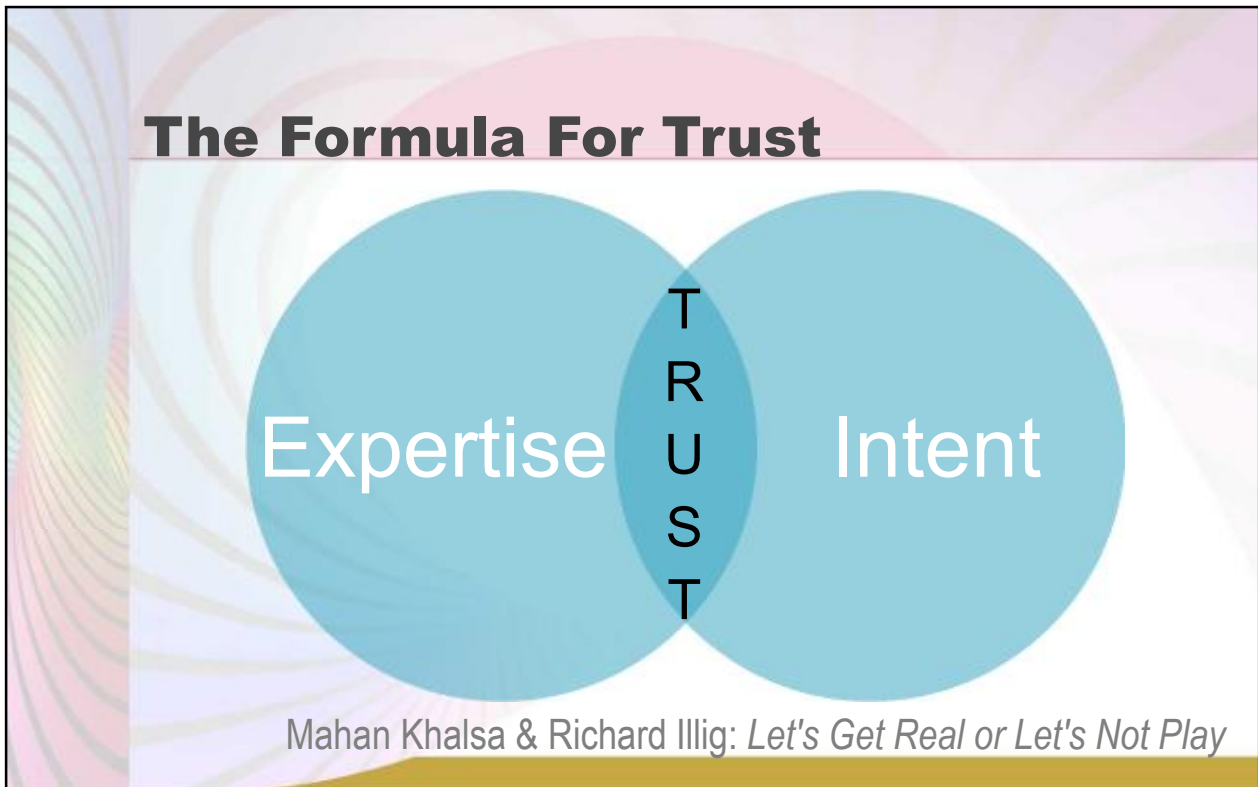 The Formula For Trust
Expertise
T
R
U
S
T
Intent
Mahan Khalsa & Richard Illig: Let's Get Real or Let's Not Play